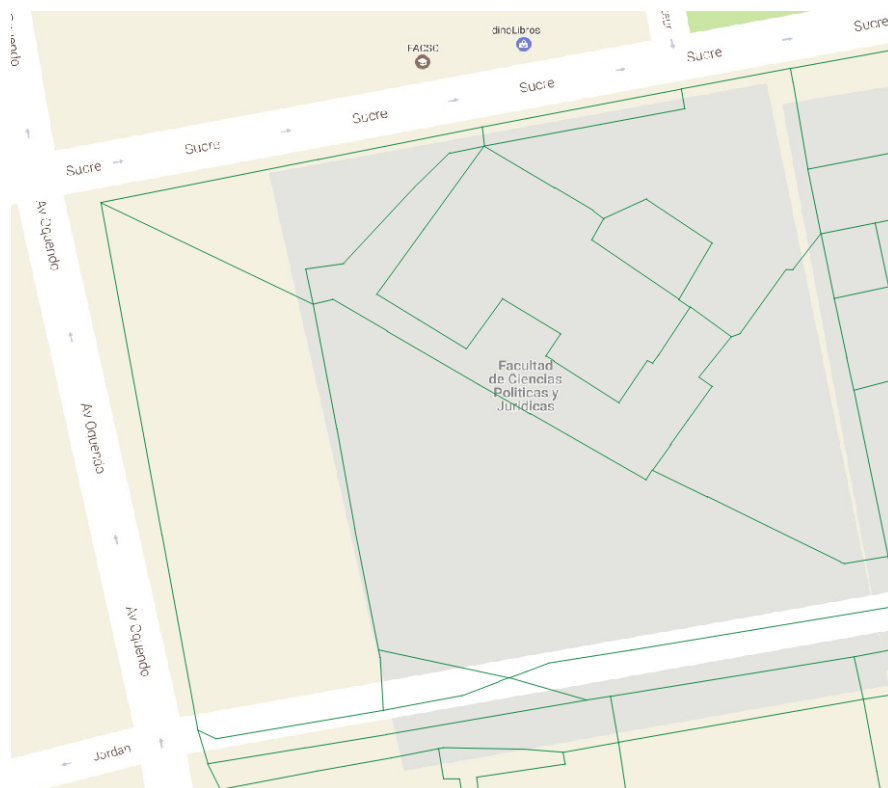 dinoLibros
FACSO
Sucre
Sucre
Sucre
Sucre
Sucre
Sucre
Av Oquendo
Av Oquendo
Av Oquendo
Facultad
de Ciencias
Políticas y
Jurídicas
Jordan